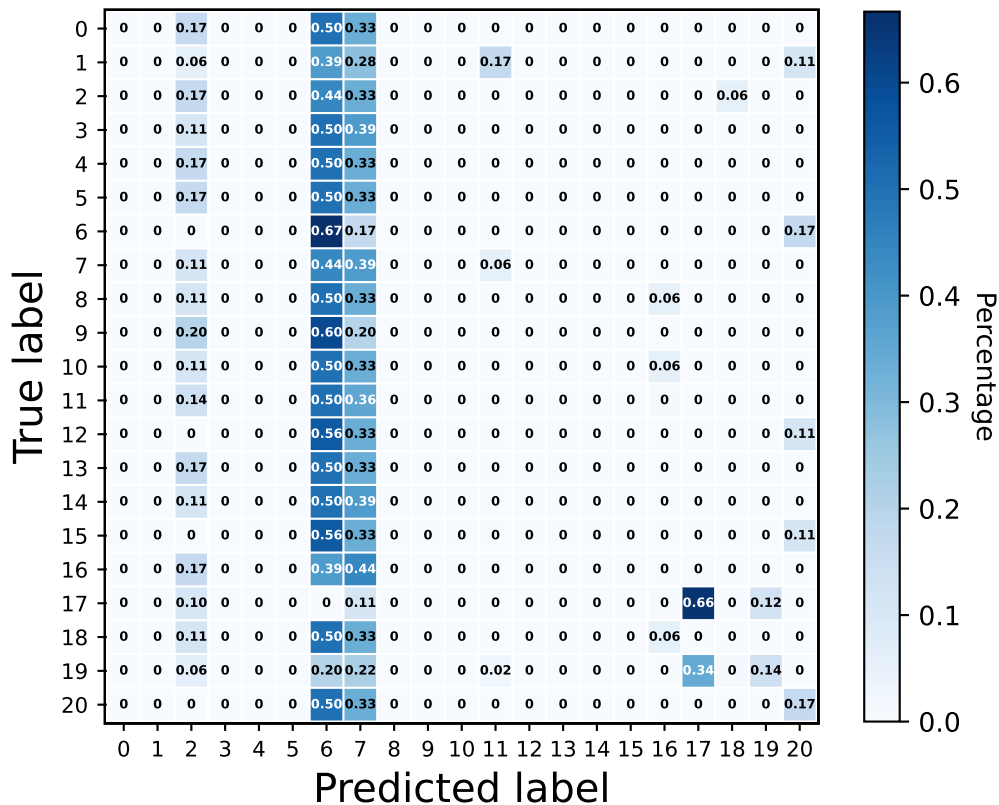 0 0 0 0.17 0 0 0 0.50 0.33 0 0 0 0 0 0 0 0 0 0 0 0 0
1 0 0 0.06 0 0 0 0.39 0.28 0 0 0 0.17 0 0 0 0 0 0 0 0 0.11
2 0 0 0.17 0 0 0 0.44 0.33 0 0 0 0 0 0 0 0 0 0 0.06 0 0
3 0 0 0.11 0 0 0 0.50 0.39 0 0 0 0 0 0 0 0 0 0 0 0 0
4 0 0 0.17 0 0 0 0.50 0.33 0 0 0 0 0 0 0 0 0 0 0 0 0
5 0 0 0.17 0 0 0 0.50 0.33 0 0 0 0 0 0 0 0 0 0 0 0 0
6 0 0 0 0 0 0 0.67 0.17 0 0 0 0 0 0 0 0 0 0 0 0 0.17
7 0 0 0.11 0 0 0 0.44 0.39 0 0 0 0.06 0 0 0 0 0 0 0 0 0
8 0 0 0.11 0 0 0 0.50 0.33 0 0 0 0 0 0 0 0 0.06 0 0 0 0
9 0 0 0.20 0 0 0 0.60 0.20 0 0 0 0 0 0 0 0 0 0 0 0 0
10 0 0 0.11 0 0 0 0.50 0.33 0 0 0 0 0 0 0 0 0.06 0 0 0 0
11 0 0 0.14 0 0 0 0.50 0.36 0 0 0 0 0 0 0 0 0 0 0 0 0
12 0 0 0 0 0 0 0.56 0.33 0 0 0 0 0 0 0 0 0 0 0 0 0.11
13 0 0 0.17 0 0 0 0.50 0.33 0 0 0 0 0 0 0 0 0 0 0 0 0
14 0 0 0.11 0 0 0 0.50 0.39 0 0 0 0 0 0 0 0 0 0 0 0 0
15 0 0 0 0 0 0 0.56 0.33 0 0 0 0 0 0 0 0 0 0 0 0 0.11
16 0 0 0.17 0 0 0 0.39 0.44 0 0 0 0 0 0 0 0 0 0 0 0 0
17 0 0 0.10 0 0 0 0 0.11 0 0 0 0 0 0 0 0 0 0.66 0 0.12 0
18 0 0 0.11 0 0 0 0.50 0.33 0 0 0 0 0 0 0 0 0.06 0 0 0 0
19 0 0 0.06 0 0 0 0.20 0.22 0 0 0 0.02 0 0 0 0 0 0.34 0 0.14 0
20 0 0 0 0 0 0 0.50 0.33 0 0 0 0 0 0 0 0 0 0 0 0 0.17
0 1 2 3 4 5 6 7 8 9 10 11 12 13 14 15 16 17 18 19 20
Predicted label
True label
0.6
0.5
0.4
0.3
0.2
0.1
0.0
Percentage